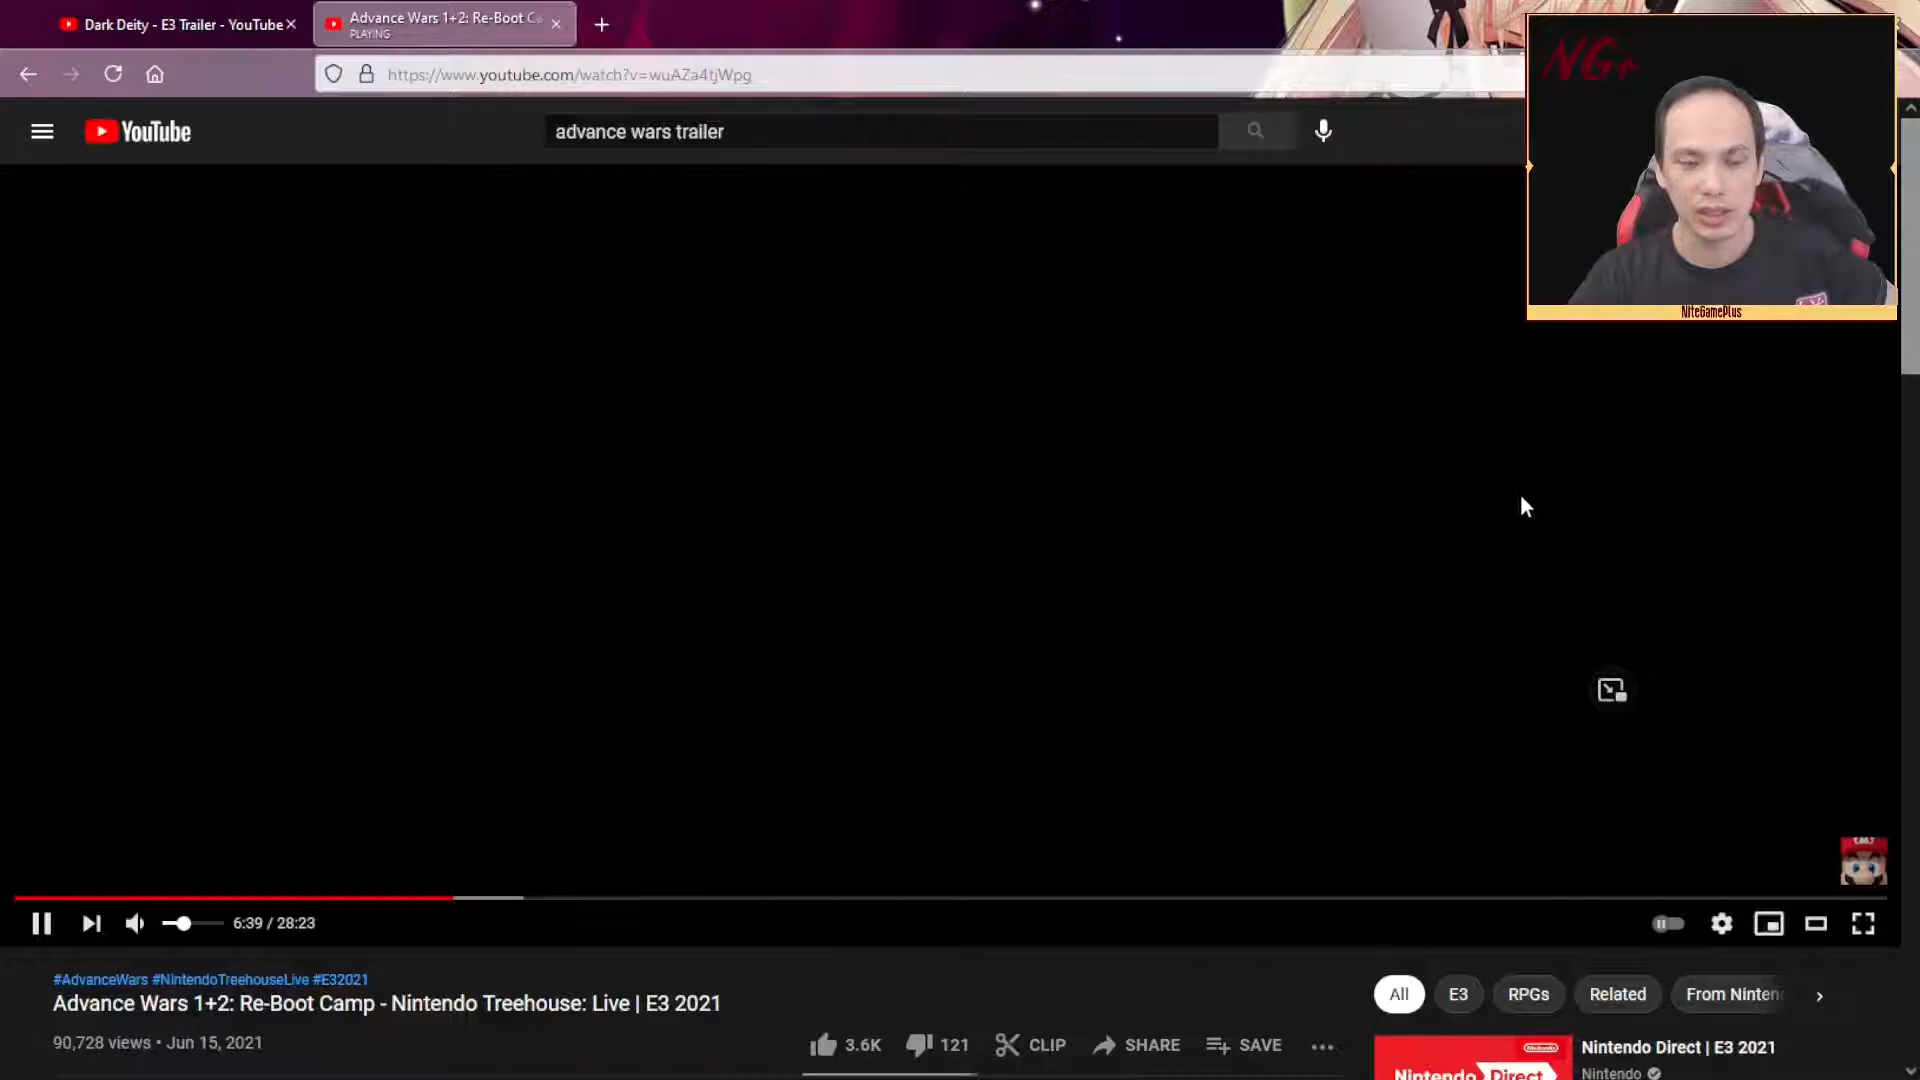 Dark Deity - E3 Trailer - YouTube
Advance Wars 1+2: Re-Boot Ca
PLAYING
https://www.youtube.com/watch?v=wuAZa4tjWpg
YouTube
advance wars trailer
NG+
NiteGamePlus
6:39 / 28:23
#AdvanceWars #NintendoTreehouseLive #E32021
Advance Wars 1+2: Re-Boot Camp - Nintendo Treehouse: Live | E3 2021
90,728 views • Jun 15, 2021
3.6K
121
CLIP
SHARE
SAVE
All
E3
RPGs
Related
From Ninten
Nintendo
Nintendo Direct
Nintendo Direct | E3 2021
Nintendo